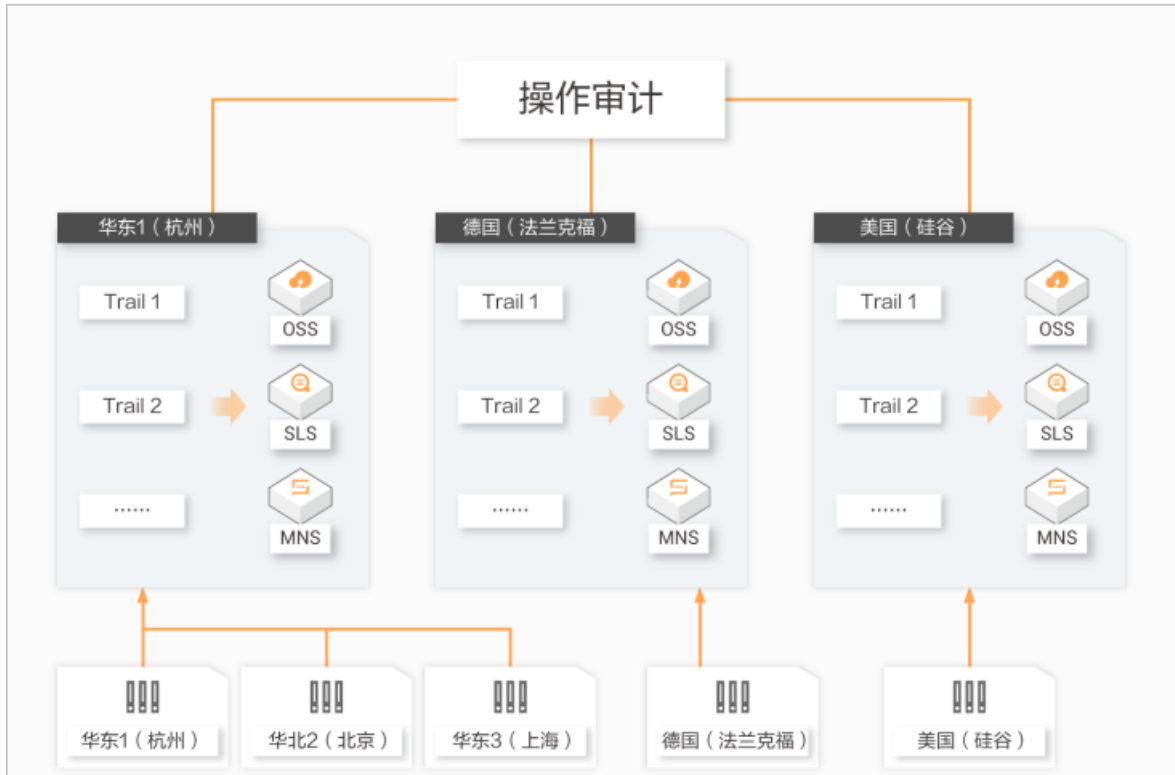 操作审计
华东1（杭州）
德国（法兰克福）
美国（硅谷）
Trail 1
OSS
Trail 1
OSS
Trail 1
OSS
Trail 2
SLS
Trail 2
SLS
Trail 2
SLS
······
MNS
······
MNS
······
MNS
华东1（杭州）
华北2（北京）
华东3（上海）
德国（法兰克福）
美国（硅谷）